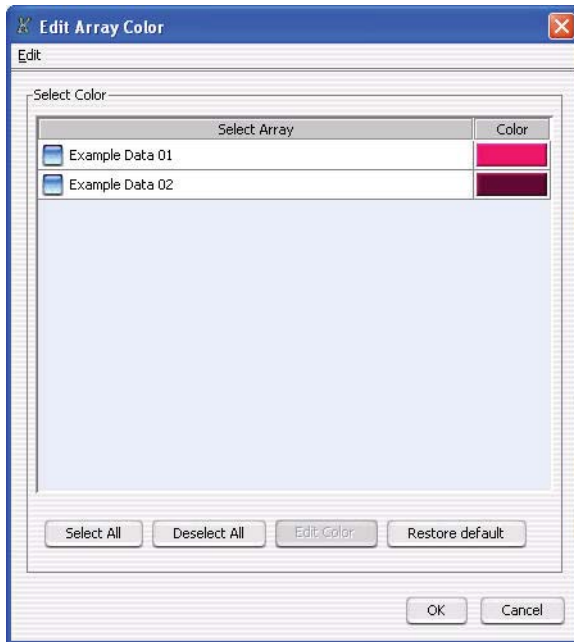 Edit Array Color
Edit
Select Color
Select Array Color
Example Data 01
Example Data 02
Select All Deselect All Edit Color Restore default
OK Cancel